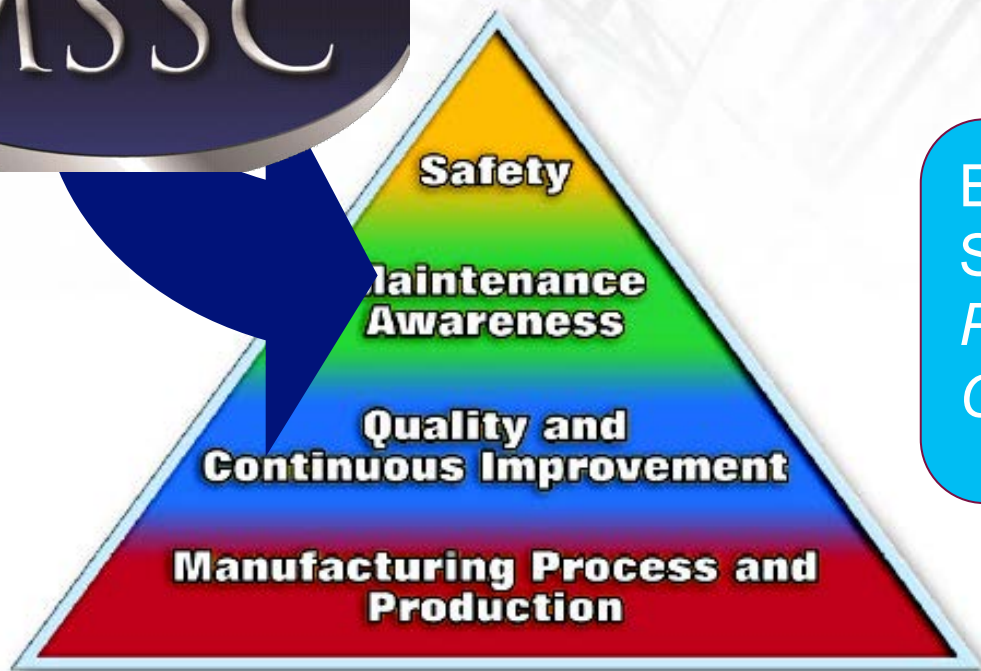 MSSC
Safety
Maintenance
Awareness
Quality and
Continuous Improvement
Manufacturing Process and
Production